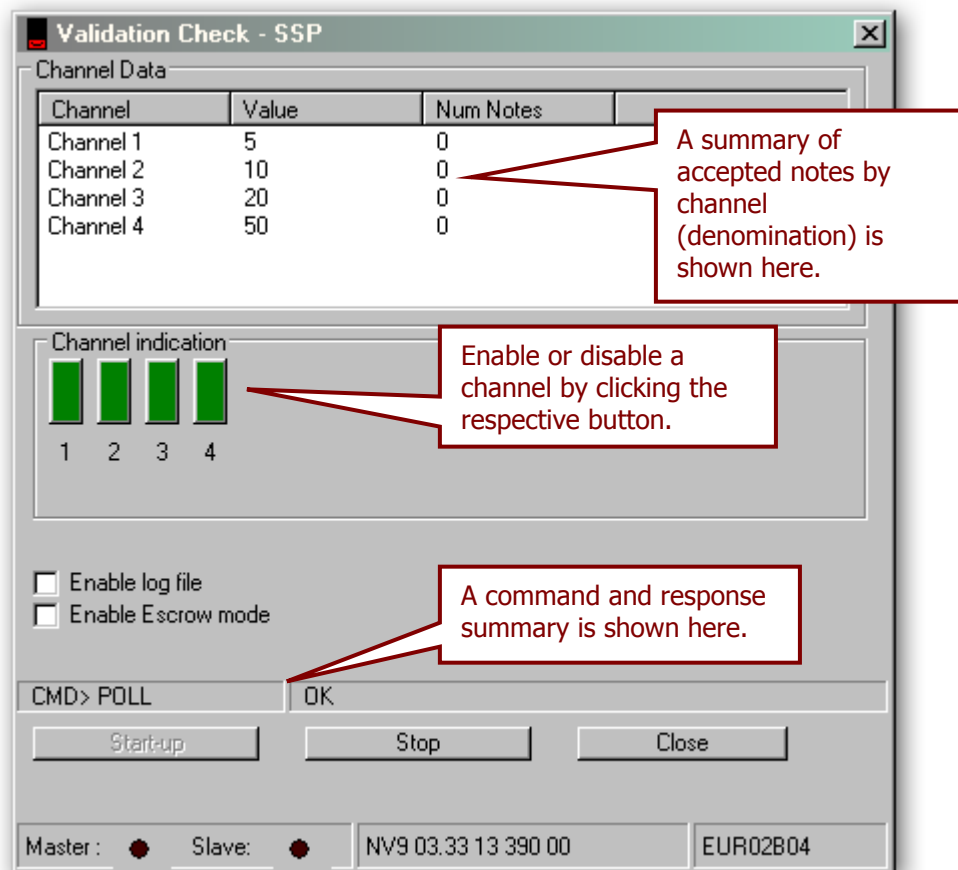 Validation Check - SSP
Channel Data
Channel Value Num Notes
Channel 1 5 0
Channel 2 10 0
Channel 3 20 0
Channel 4 50 0
A summary of
accepted notes by
channel
(denomination) is
shown here.
Channel indication
1 2 3 4
Enable or disable a
channel by clicking the
respective button.
Enable log file
Enable Escrow mode
A command and response
summary is shown here.
CMD> POLL OK
Start-up Stop Close
Master : Slave: NV9 03.33 13 390 00 EUR02B04